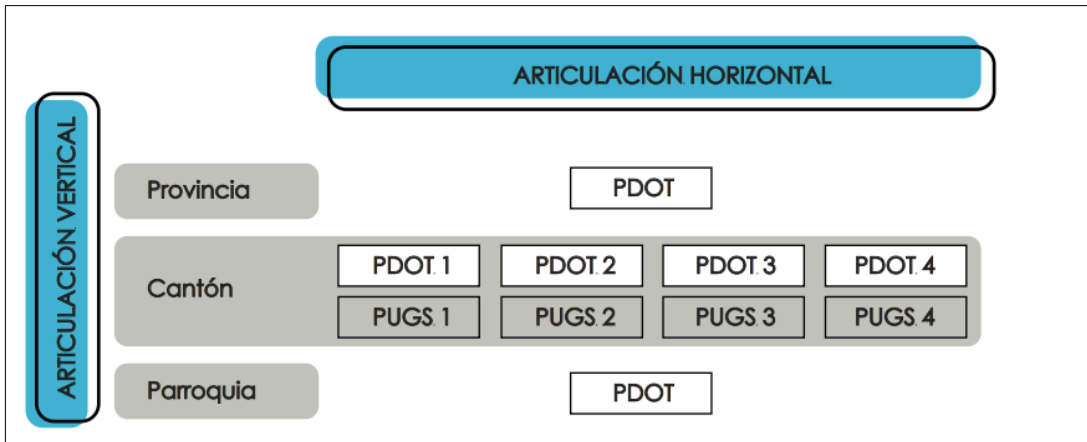 ARTICULACIÓN HORIZONTAL
ARTICULACIÓN VERTICAL
Provincia
PDOT
Cantón
PDOT. 1
PDOT. 2
PDOT. 3
PDOT. 4
PUGS. 1
PUGS. 2
PUGS. 3
PUGS. 4
Parroquia
PDOT